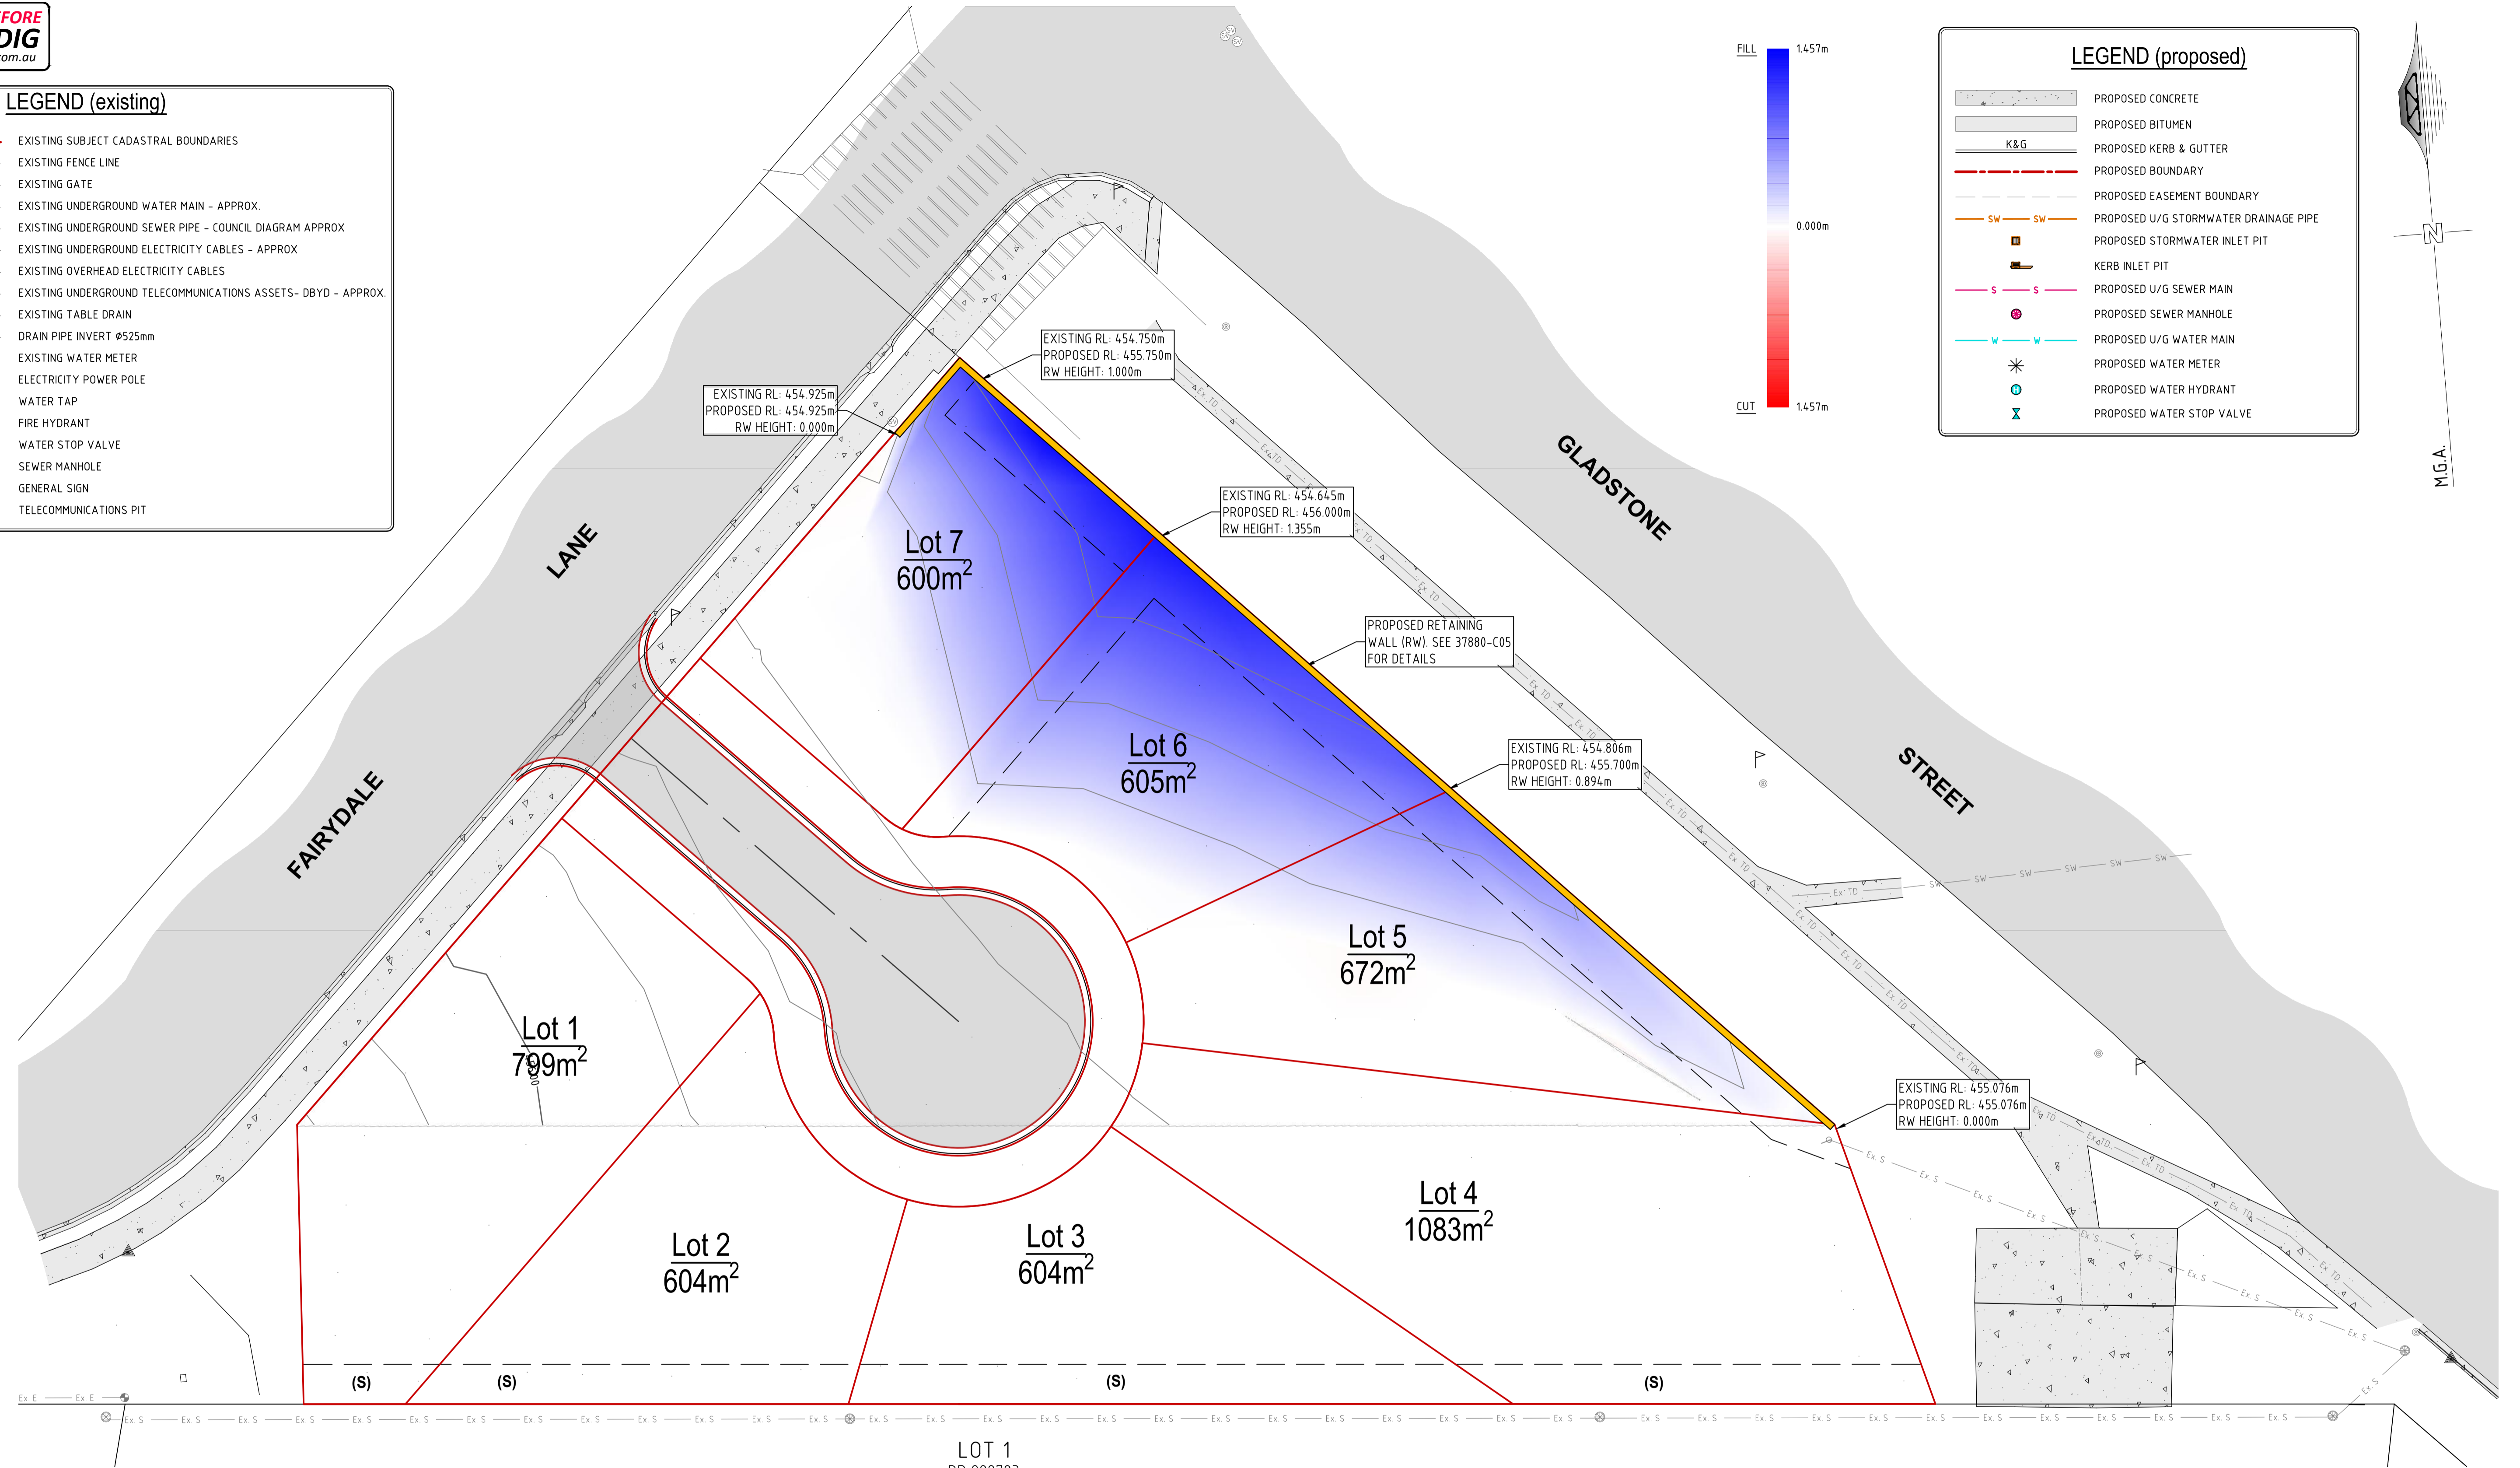 DIG
com.au
LEGEND (existing)
EXISTING SUBJECT CADASTRAL BOUNDARIES
EXISTING FENCE LINE
EXISTING GATE
EXISTING UNDERGROUND WATER MAIN - APPROX.
EXISTING UNDERGROUND SEWER PIPE - COUNCIL DIAGRAM APPROX
EXISTING UNDERGROUND ELECTRICITY CABLES - APPROX
EXISTING OVERHEAD ELECTRICITY CABLES
EXISTING UNDERGROUND TELECOMMUNICATIONS ASSETS- DBYD - APPROX.
EXISTING TABLE DRAIN
DRAIN PIPE INVERT Ø525mm
EXISTING WATER METER
ELECTRICITY POWER POLE
WATER TAP
FIRE HYDRANT
WATER STOP VALVE
SEWER MANHOLE
GENERAL SIGN
TELECOMMUNICATIONS PIT
FILL
1.457m
0.000m
CUT
1.457m
LEGEND (proposed)
PROPOSED CONCRETE
PROPOSED BITUMEN
K&G
PROPOSED KERB & GUTTER
PROPOSED BOUNDARY
PROPOSED EASEMENT BOUNDARY
SW SW
PROPOSED U/G STORMWATER DRAINAGE PIPE
PROPOSED STORMWATER INLET PIT
KERB INLET PIT
S S
PROPOSED U/G SEWER MAIN
PROPOSED SEWER MANHOLE
W W
PROPOSED U/G WATER MAIN
PROPOSED WATER METER
PROPOSED WATER HYDRANT
PROPOSED WATER STOP VALVE
N
M.G.A.
EXISTING RL: 454.750m
PROPOSED RL: 455.750m
RW HEIGHT: 1.000m
EXISTING RL: 454.925m
PROPOSED RL: 454.925m
RW HEIGHT: 0.000m
EXISTING RL: 454.645m
PROPOSED RL: 456.000m
RW HEIGHT: 1.355m
PROPOSED RETAINING
WALL (RW). SEE 37880-C05
FOR DETAILS
EXISTING RL: 454.806m
PROPOSED RL: 455.700m
RW HEIGHT: 0.894m
EXISTING RL: 455.076m
PROPOSED RL: 455.076m
RW HEIGHT: 0.000m
FAIRYDALE
LANE
GLADSTONE
STREET
Lot 7
600m²
Lot 6
605m²
Lot 5
672m²
Lot 1
799m²
Lot 2
604m²
Lot 3
604m²
Lot 4
1083m²
(S)
(S)
(S)
(S)
Ex. E Ex. E
LOT 1